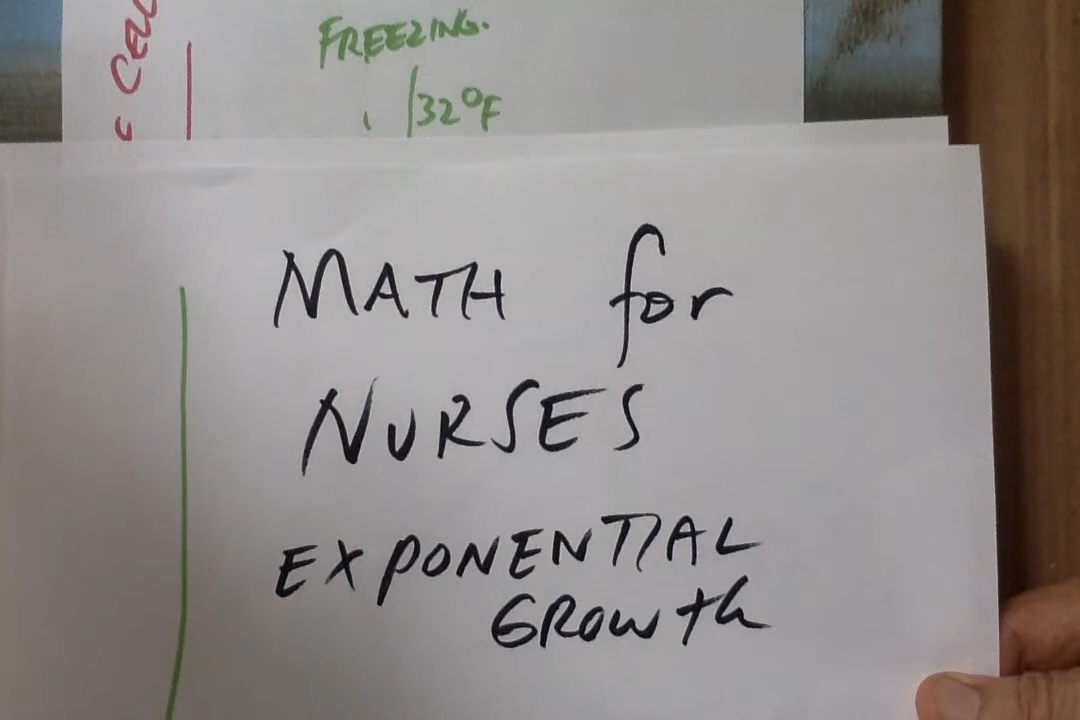 FREEZING.
32°F
MATH for
NURSES
EXPONENTIAL
GROWTH